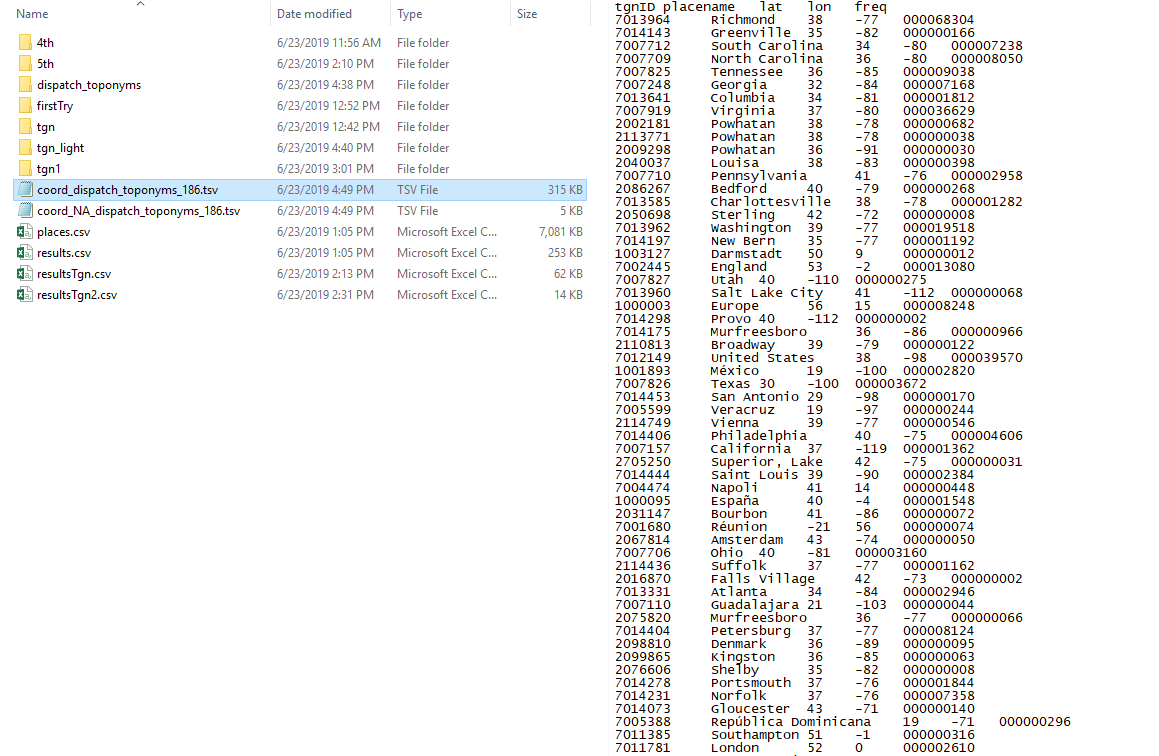 Name Date modified Type Size
4th 6/23/2019 11:56 AM File folder
5th 6/23/2019 2:10 PM File folder
dispatch_toponyms 6/23/2019 4:38 PM File folder
firstTry 6/23/2019 12:52 PM File folder
tgn 6/23/2019 12:42 PM File folder
tgn_light 6/23/2019 4:40 PM File folder
tgn1 6/23/2019 3:01 PM File folder
coord_dispatch_toponyms_186.tsv 6/23/2019 4:49 PM TSV File 315 KB
coord_NA_dispatch_toponyms_186.tsv 6/23/2019 4:49 PM TSV File 5 KB
places.csv 6/23/2019 1:05 PM Microsoft Excel C... 7,081 KB
results.csv 6/23/2019 1:05 PM Microsoft Excel C... 253 KB
resultsTgn.csv 6/23/2019 2:13 PM Microsoft Excel C... 62 KB
resultsTgn2.csv 6/23/2019 2:31 PM Microsoft Excel C... 14 KB
tgnID placename lat lon freq
7013964 Richmond 38 -77 000068304
7014143 Greenville 35 -82 000000166
7007712 South Carolina 34 -80 000007238
7007709 North Carolina 36 -80 000008050
7007825 Tennessee 36 -85 000009038
7007248 Georgia 32 -84 000007168
7013641 Columbia 34 -81 000001812
7007919 Virginia 37 -80 000036629
2002181 Powhatan 38 -78 000000682
2113771 Powhatan 38 -78 000000038
2009298 Powhatan 36 -91 000000030
2040037 Louisa 38 -83 000000398
7007710 Pennsylvania 41 -76 000002958
2086267 Bedford 40 -79 000000268
7013585 Charlottesville 38 -78 000001282
2050698 Sterling 42 -72 000000008
7013962 Washington 39 -77 000019518
7014197 New Bern 35 -77 000001192
1003127 Darmstadt 50 9 000000012
7002445 England 53 -2 000013080
7007827 Utah 40 -110 000000275
7013960 Salt Lake City 41 -112 000000068
1000003 Europe 56 15 000008248
7014298 Provo 40 -112 000000002
7014175 Murfreesboro 36 -86 000000966
2110813 Broadway 39 -79 000000122
7012149 United States 38 -98 000039570
1001893 México 19 -100 000002820
7007826 Texas 30 -100 000003672
7014453 San Antonio 29 -98 000000170
7005599 Veracruz 19 -97 000000244
2114749 Vienna 39 -77 000000546
7014406 Philadelphia 40 -75 000004606
7007157 California 37 -119 000001362
2705250 Superior, Lake 42 -75 000000031
7014444 Saint Louis 39 -90 000002384
7004474 Napoli 41 14 000000448
1000095 España 40 -4 000001548
2031147 Bourbon 41 -86 000000072
7001680 Réunion -21 56 000000074
2067814 Amsterdam 43 -74 000000050
7007706 Ohio 40 -81 000003160
2114436 Suffolk 37 -77 000001162
2016870 Falls Village 42 -73 000000002
7013331 Atlanta 34 -84 000002946
7007110 Guadalajara 21 -103 000000044
2075820 Murfreesboro 36 -77 000000066
7014404 Petersburg 37 -77 000008124
2098810 Denmark 36 -89 000000095
2099865 Kingston 36 -85 000000063
2076606 Shelby 35 -82 000000008
7014278 Portsmouth 37 -76 000001844
7014231 Norfolk 37 -76 000007358
7014073 Gloucester 43 -71 000000140
7005388 República Dominicana 19 -71 000000296
7011385 Southampton 51 -1 000000316
7011781 London 52 0 000002610